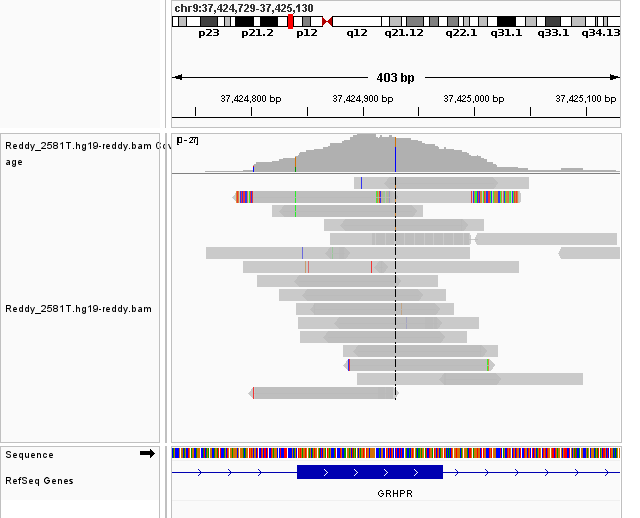 chr9:37,424,729-37,425,130
p23 p21.2 p12 q12 q21.12 q22.1 q31.1 q33.1 q34.13
403 bp
37,424,800 bp 37,424,900 bp 37,425,000 bp 37,425,100 bp
[0 - 27]
Reddy_2581T.hg19-reddy.bam Cov
age
Reddy_2581T.hg19-reddy.bam
Sequence
RefSeq Genes
GRHPR